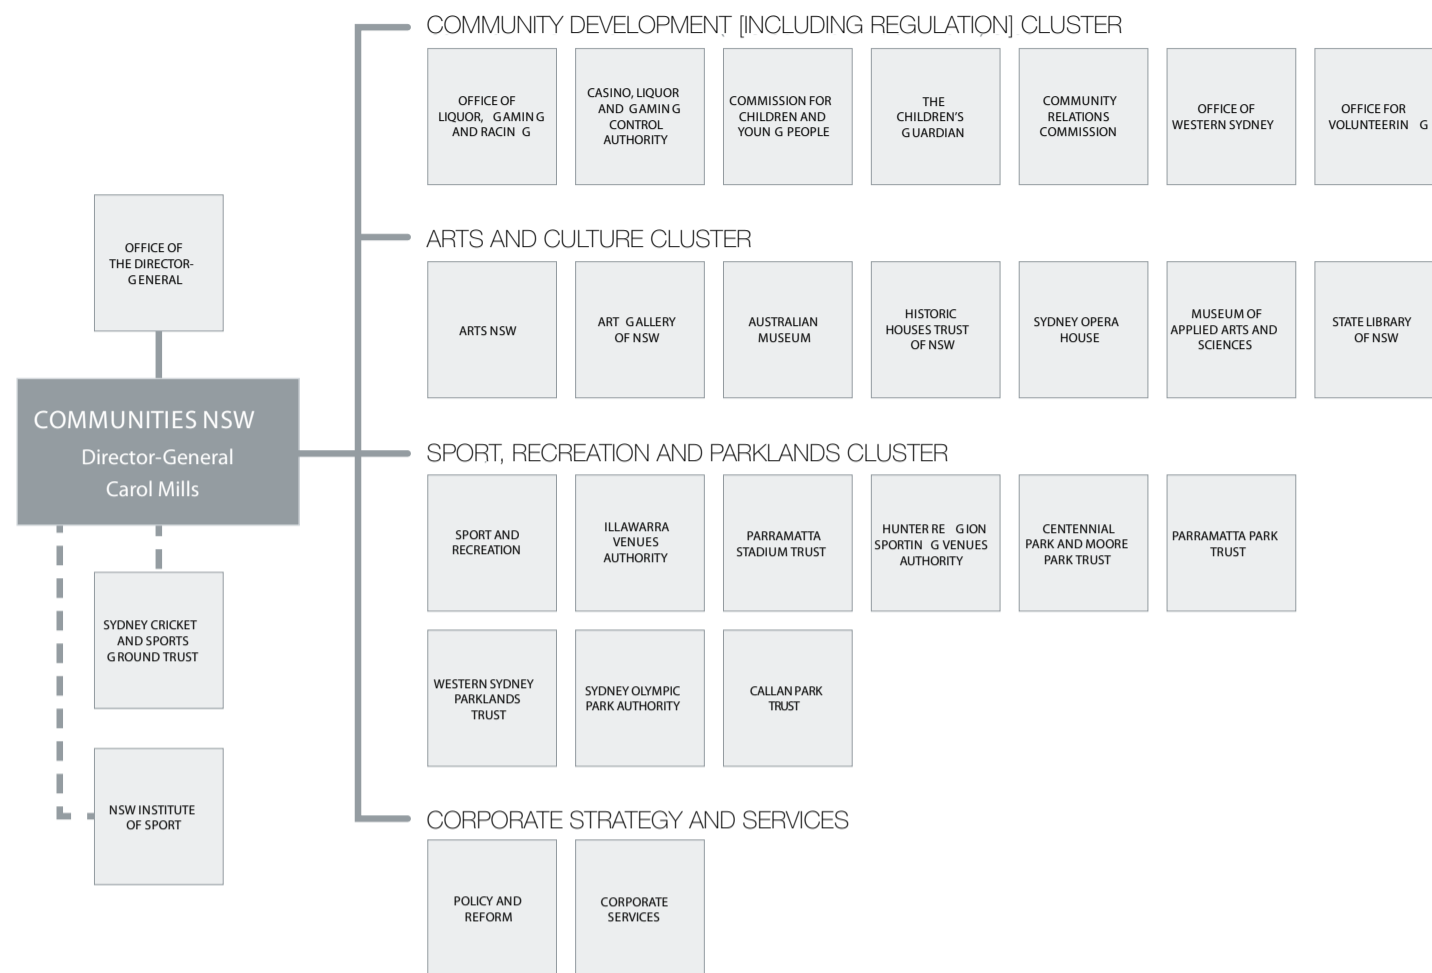 COMMUNITY DEVELOPMENT [INCLUDING REGULATION] CLUSTER
OFFICE OF
LIQUOR, GAMING
AND RACING
CASINO, LIQUOR
AND GAMING
CONTROL
AUTHORITY
COMMISSION FOR
CHILDREN AND
YOUNG PEOPLE
THE
CHILDREN'S
GUARDIAN
COMMUNITY
RELATIONS
COMMISSION
OFFICE OF
WESTERN SYDNEY
OFFICE FOR
VOLUNTEERING
OFFICE OF
THE DIRECTOR-
GENERAL
ARTS AND CULTURE CLUSTER
ARTS NSW
ART GALLERY
OF NSW
AUSTRALIAN
MUSEUM
HISTORIC
HOUSES TRUST
OF NSW
SYDNEY OPERA
HOUSE
MUSEUM OF
APPLIED ARTS AND
SCIENCES
STATE LIBRARY
OF NSW
COMMUNITIES NSW
Director-General
Carol Mills
SPORT, RECREATION AND PARKLANDS CLUSTER
SPORT AND
RECREATION
ILLAWARRA
VENUES
AUTHORITY
PARRAMATTA
STADIUM TRUST
HUNTER REGION
SPORTING VENUES
AUTHORITY
CENTENNIAL
PARK AND MOORE
PARK TRUST
PARRAMATTA PARK
TRUST
SYDNEY CRICKET
AND SPORTS
GROUND TRUST
WESTERN SYDNEY
PARKLANDS
TRUST
SYDNEY OLYMPIC
PARK AUTHORITY
CALLAN PARK
TRUST
NSW INSTITUTE
OF SPORT
CORPORATE STRATEGY AND SERVICES
POLICY AND
REFORM
CORPORATE
SERVICES